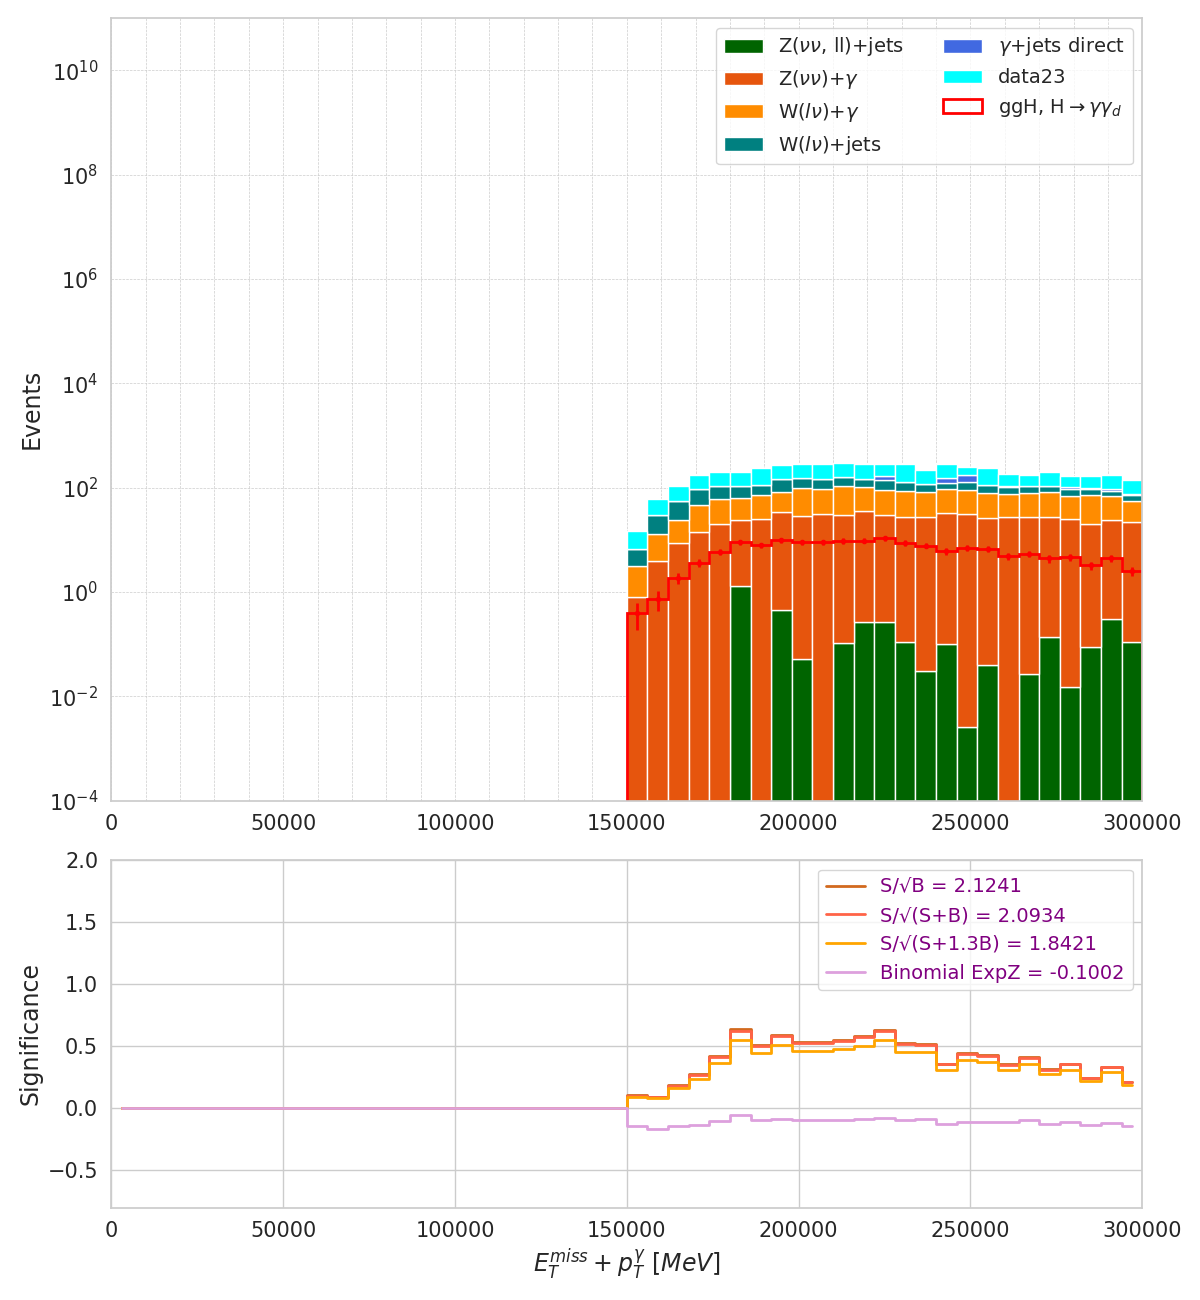 Z(νν, ll)+jets
Z(νν)+γ
W(lν)+γ
W(lν)+jets
γ+jets direct
data23
ggH, H→γγ_d
10^10
10^8
10^6
10^4
10^2
10^0
10^−2
10^−4
Events
0 50000 100000 150000 200000 250000 300000
S/√B = 2.1241
S/√(S+B) = 2.0934
S/√(S+1.3B) = 1.8421
Binomial ExpZ = -0.1002
2.0
1.5
1.0
0.5
0.0
−0.5
Significance
0 50000 100000 150000 200000 250000 300000
E_T^miss + p_T^γ [MeV]